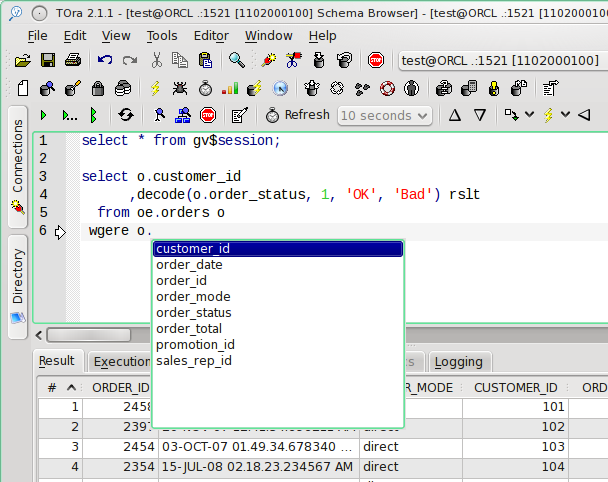 TOra 2.1.1 - [test@ORCL .:1521 [1102000100] Schema Browser] - [test@ORCL .:1521 [1102000
File Edit View Tools Editor Window Help
test@ORCL .:1521 [1102000100]
Refresh 10 seconds
Connections
Directory
1 select * from gv$session;
2
3 select o.customer_id
4 ,decode(o.order_status, 1, 'OK', 'Bad') rslt
5 from oe.orders o
6 wgere o.
customer_id
order_date
order_id
order_mode
order_status
order_total
promotion_id
sales_rep_id
Result Execution Logging
# ORDER_ID R_MODE CUSTOMER_ID ORD
1 2458 101
2 2397 102
3 2454 03-OCT-07 01.49.34.678340 ... direct 103
4 2354 15-JUL-08 02.18.23.234567 AM direct 104